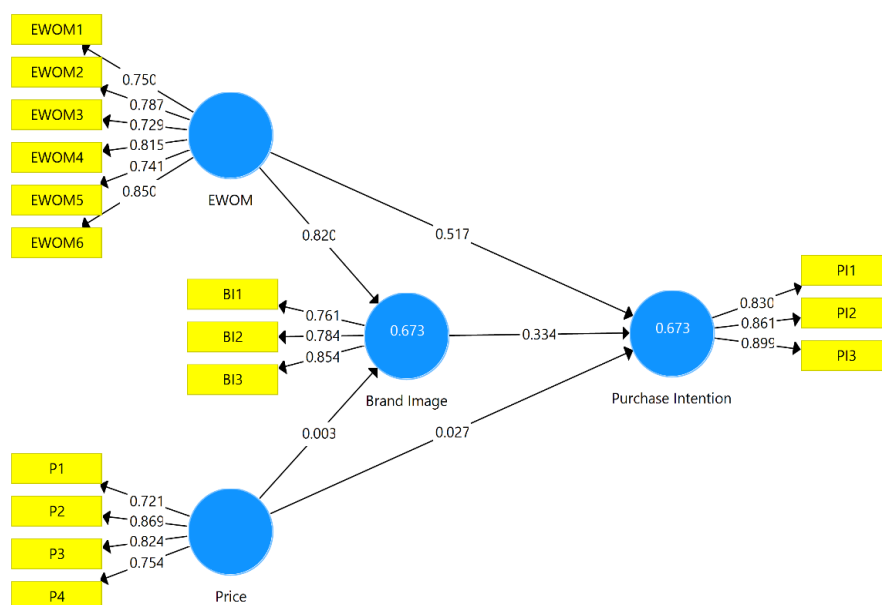 EWOM1
EWOM2
EWOM3
EWOM4
EWOM5
EWOM6
0.750
0.787
0.729
0.815
0.741
0.850
EWOM
0.820
0.517
BI1
BI2
BI3
0.761
0.784
0.854
0.673
Brand Image
0.334
0.673
Purchase Intention
0.830
0.861
0.899
PI1
PI2
PI3
0.003
0.027
P1
P2
P3
P4
0.721
0.869
0.824
0.754
Price